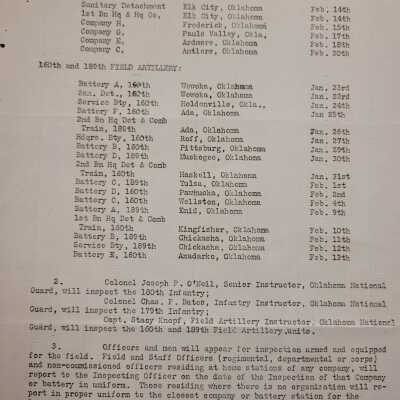 Sanitary Detachment Elk City, Oklahoma Feb. 14th
1st Bn Hq & Hq Co. Elk City, Oklahoma Feb. 14th
Company H, Frederick, Oklahoma Feb. 15th
Company G, Pauls Valley, Okla, Feb. 17th
Company E, Ardmore, Oklahoma Feb. 18th
Company C, Antlers, Oklahoma Feb. 20th
160th and 189th FIELD ARTILLERY:
Battery A, 160th Wewoka, Oklahoma Jan. 23rd
San. Det., 160th Wewoka, Oklahoma Jan. 23rd
Service Bty, 160th Holdenville, Okla., Jan. 24th
Battery F, 160th Ada, Oklahoma Jan 25th
2nd Bn Hq Det & Comb
Train, 189th Ada, Oklahoma Jan. 26th
Hdqrs. Bty, 160th Roff, Oklahoma Jan. 27th
Battery B, 160th Pittsburg, Oklahoma Jan. 29th
Battery D, 189th Muskogee, Oklahoma Jan. 30th
2nd Bn Hq Det & Comb
Train, 160th Haskell, Oklahoma Jan. 31st
Battery C, 189th Tulsa, Oklahoma Feb. 1st
Battery D, 160th Pawhuska, Oklahoma Feb. 2nd
Battery C, 160th Wellston, Oklahoma Feb. 4th
Battery A, 189th Enid, Oklahoma Feb. 9th
1st Bn Hq Det & Comb
Train, 160th Kingfisher, Oklahoma Feb. 10th
Battery B, 189th Chickasha, Oklahoma Feb. 11th
Service Bty, 189th Chickasha, Oklahoma Feb. 12th
Battery E, 160th Anadarko, Oklahoma Feb. 13th
2. Colonel Joseph P. O'Neil, Senior Instructor, Oklahoma National
Guard, will inspect the 180th Infantry;
Colonel Chas. F. Bates, Infantry Instructor, Oklahoma National
Guard, will inspect the 179th Infantry;
Capt. Stacy Knopf, Field Artillery Instructor, Oklahoma National
Guard, will inspect the 160th and 189th Field Artillery units.
3. Officers and men will appear for inspection armed and equipped
for the field. Field and Staff Officers (regimental, departmental or corps)
and non-commissioned officers residing at home stations of any company, will
report to the Inspecting Officer on the date of the Inspection of that Company
or battery in uniform. Those residing where there is no organization will re-
port in proper uniform to the closest company or battery station for the